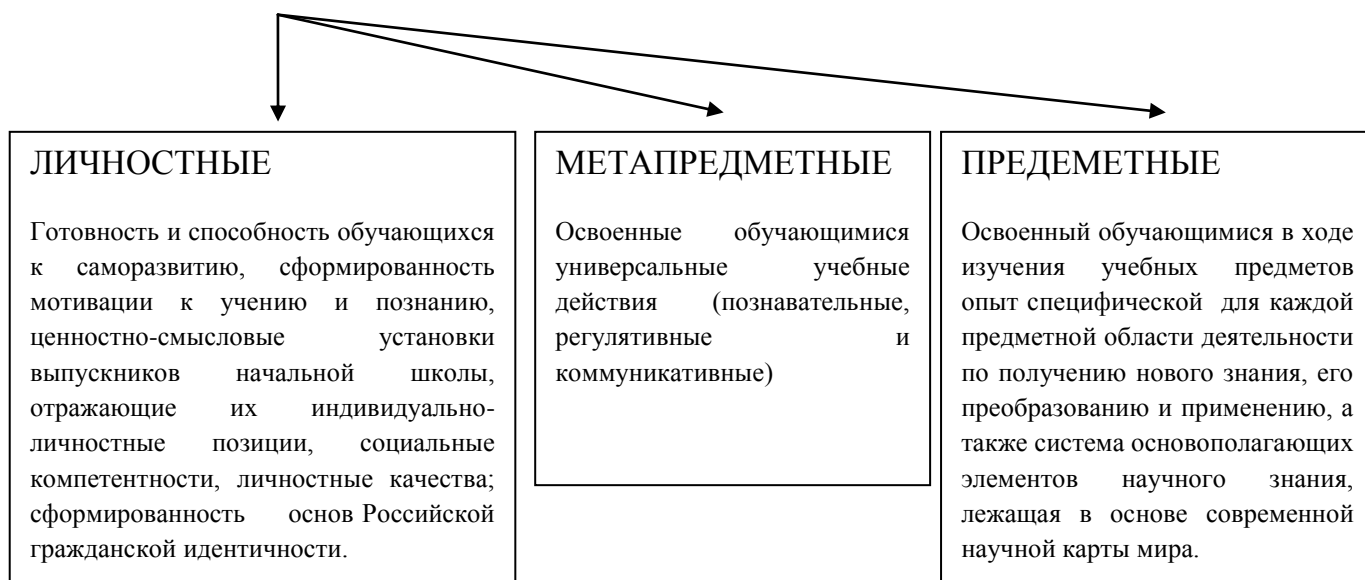 ЛИЧНОСТНЫЕ
Готовность и способность обучающихся
к саморазвитию, сформированность
мотивации к учению и познанию,
ценностно-смысловые установки
выпускников начальной школы,
отражающие их индивидуально-
личностные позиции, социальные
компетентности, личностные качества;
сформированность основ Российской
гражданской идентичности.
МЕТАПРЕДМЕТНЫЕ
Освоенные обучающимися
универсальные учебные
действия (познавательные,
регулятивные и
коммуникативные)
ПРЕДЕМЕТНЫЕ
Освоенный обучающимися в ходе
изучения учебных предметов
опыт специфической для каждой
предметной области деятельности
по получению нового знания, его
преобразованию и применению, а
также система основополагающих
элементов научного знания,
лежащая в основе современной
научной карты мира.